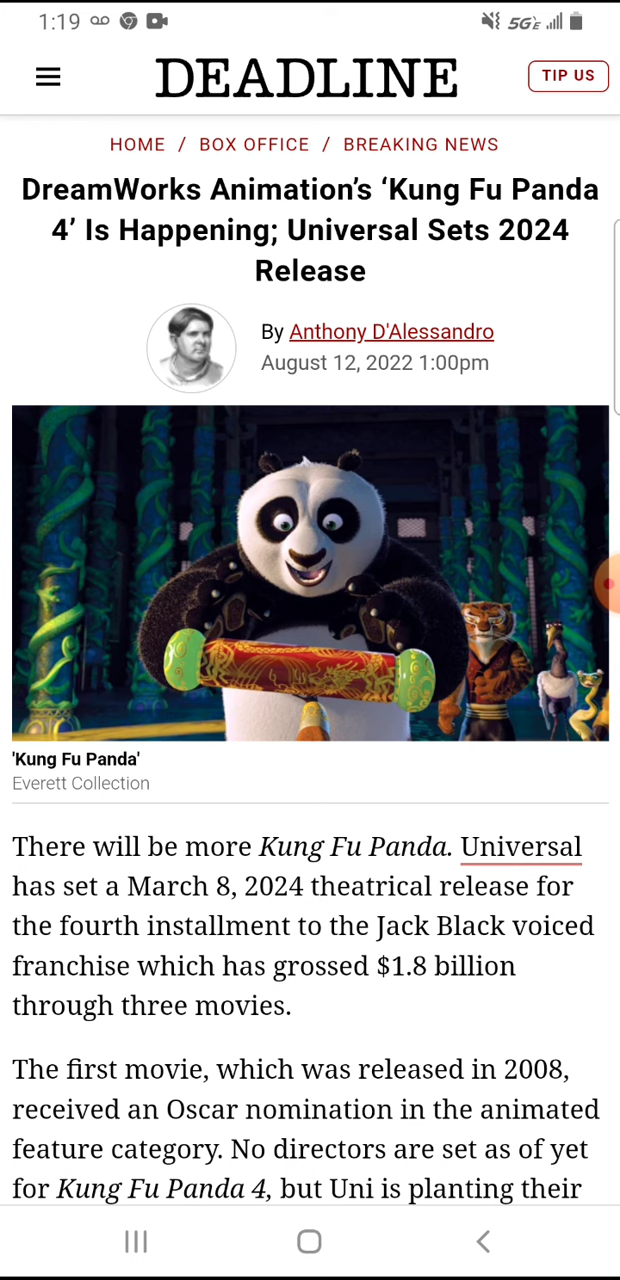 1:19
5GE
DEADLINE
TIP US
HOME / BOX OFFICE / BREAKING NEWS
DreamWorks Animation’s ‘Kung Fu Panda
4’ Is Happening; Universal Sets 2024
Release
By Anthony D'Alessandro
August 12, 2022 1:00pm
'Kung Fu Panda'
Everett Collection
There will be more Kung Fu Panda. Universal
has set a March 8, 2024 theatrical release for
the fourth installment to the Jack Black voiced
franchise which has grossed $1.8 billion
through three movies.
The first movie, which was released in 2008,
received an Oscar nomination in the animated
feature category. No directors are set as of yet
for Kung Fu Panda 4, but Uni is planting their